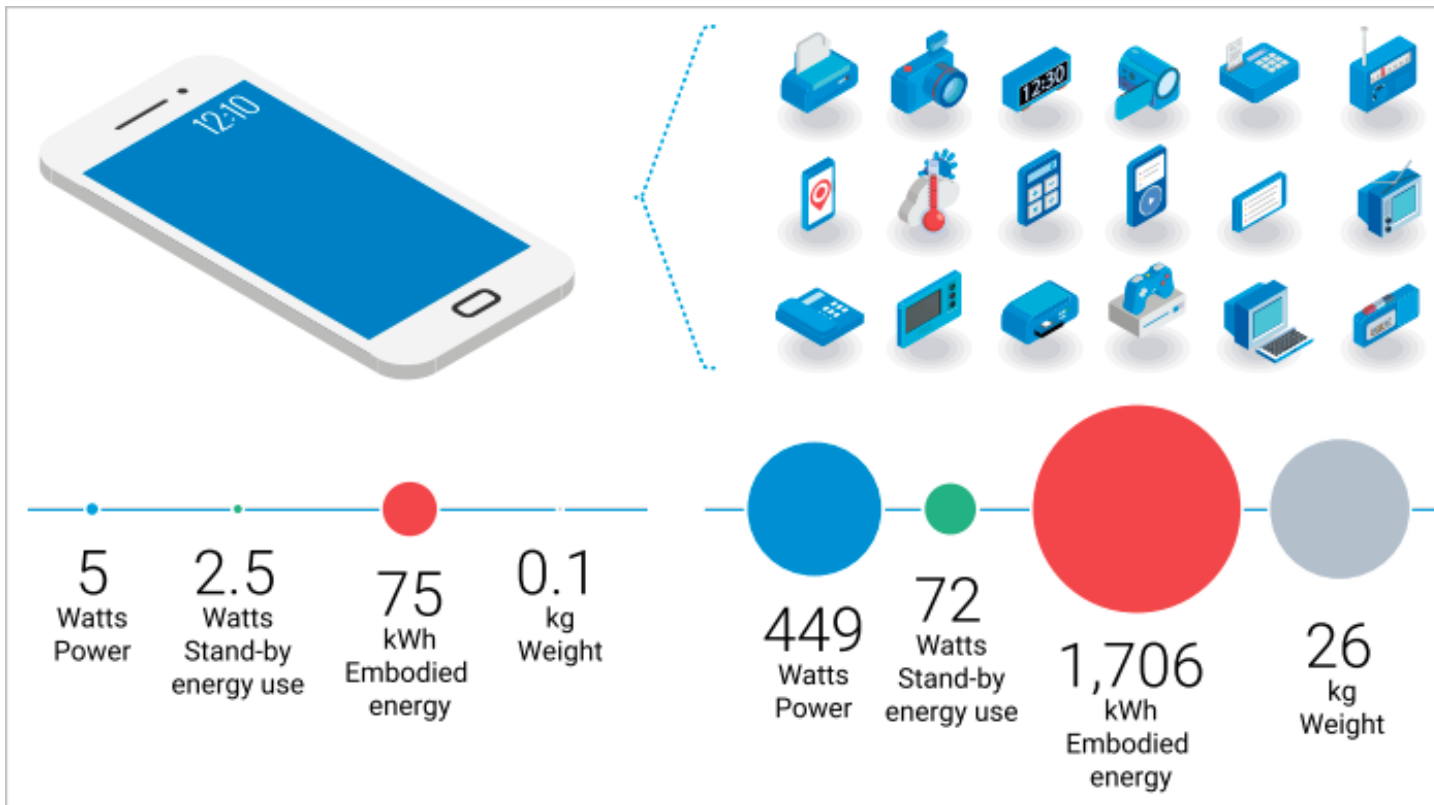 12:10
12:30
5
Watts
Power
2.5
Watts
Stand-by
energy use
75
kWh
Embodied
energy
0.1
kg
Weight
449
Watts
Power
72
Watts
Stand-by
energy use
1,706
kWh
Embodied
energy
26
kg
Weight